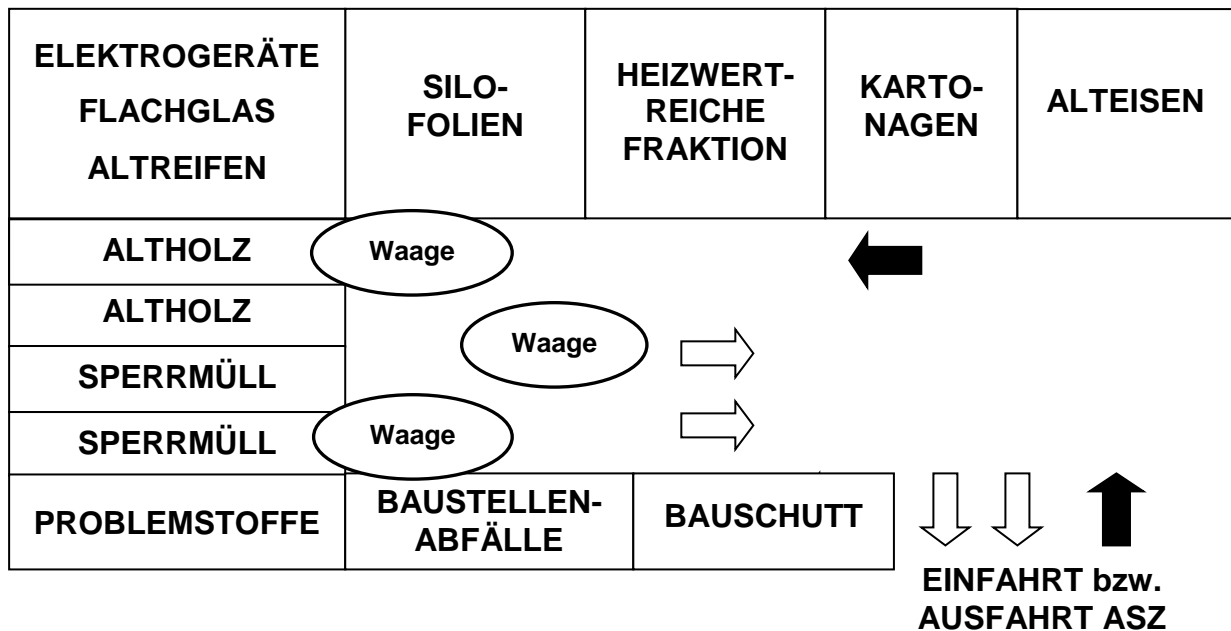 ELEKTROGERÄTE
FLACHGLAS
ALTREIFEN
SILO-
FOLIEN
HEIZWERT-
REICHE
FRAKTION
KARTO-
NAGEN
ALTEISEN
ALTHOLZ
Waage
ALTHOLZ
Waage
SPERRMÜLL
SPERRMÜLL
Waage
PROBLEMSTOFFE
BAUSTELLEN-
ABFÄLLE
BAUSCHUTT
EINFAHRT bzw.
AUSFAHRT ASZ